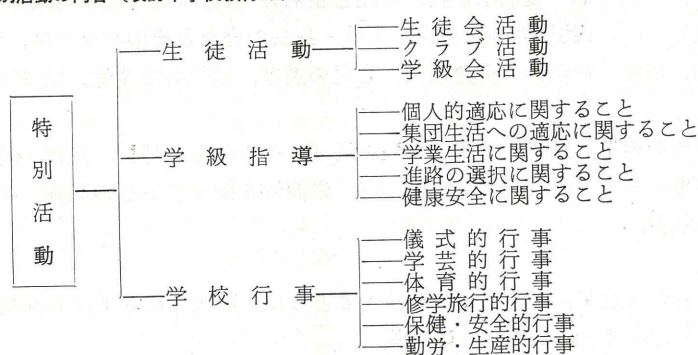 特別活動
生徒活動
生徒会活動
クラブ活動
学級会活動
学級指導
個人的適応に関すること
集団生活への適応に関すること
学業生活に関すること
進路の選択に関すること
健康安全に関すること
学校行事
儀式的行事
学芸的行事
体育的行事
修学旅行的行事
保健・安全的行事
勤労・生産的行事